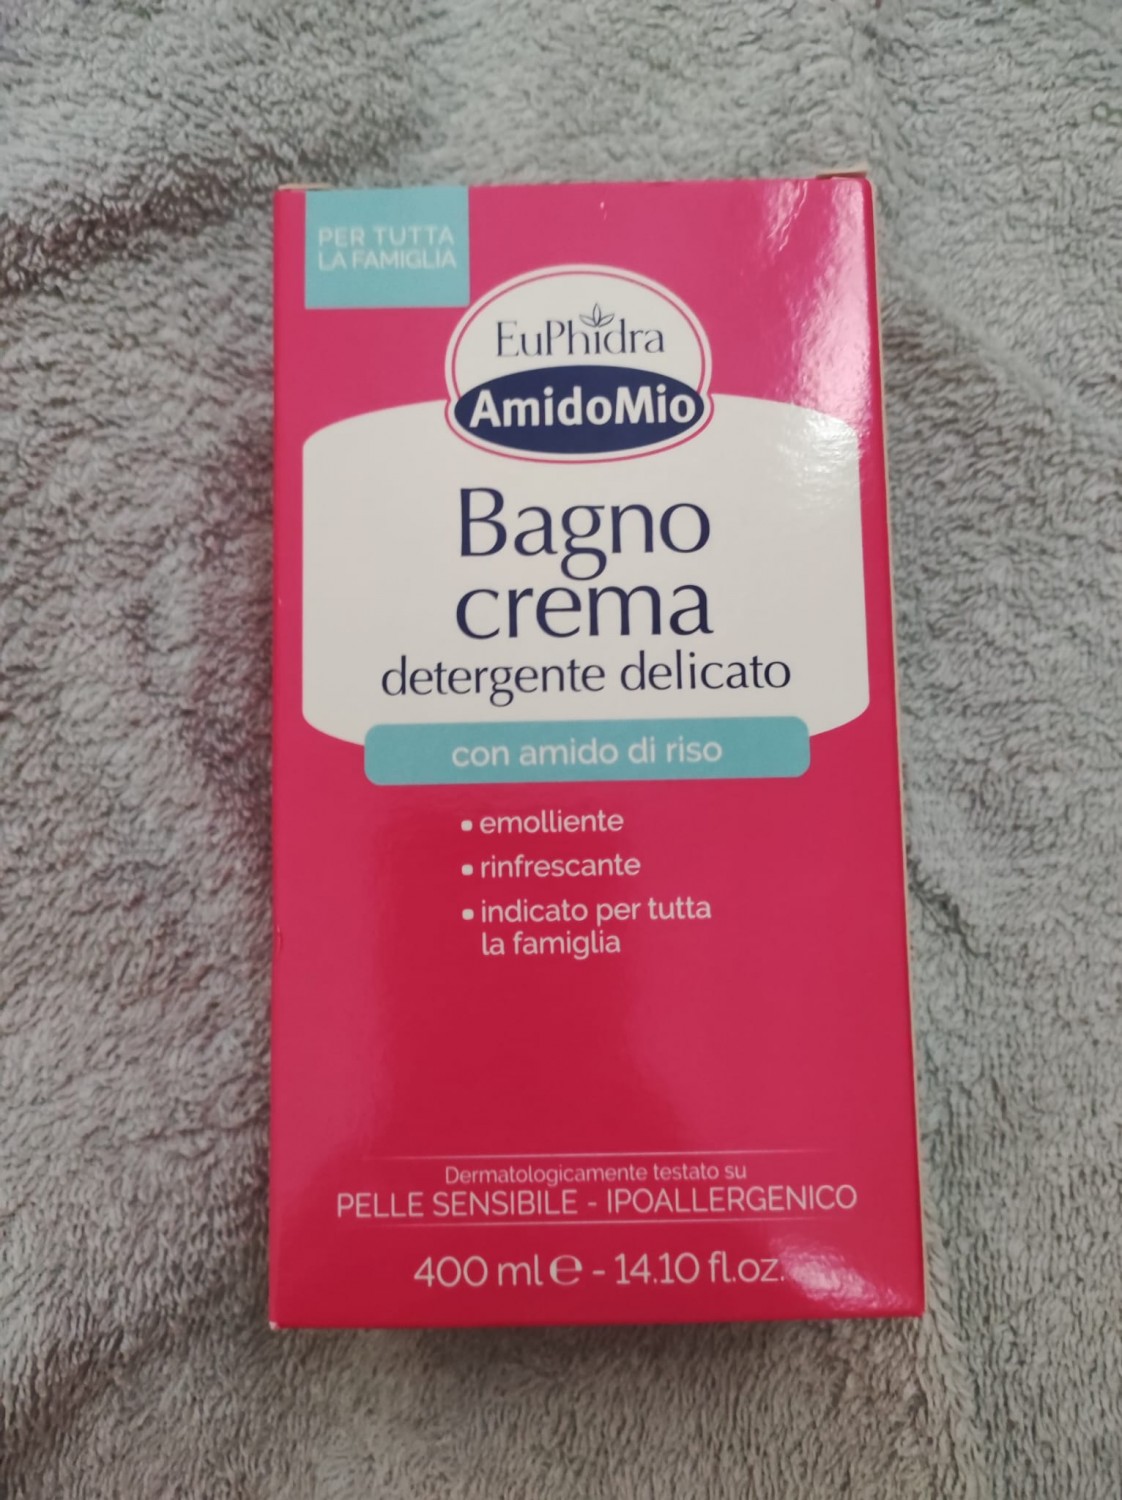 PER TUTTA
LA FAMIGLIA
EuPhidra
AmidoMio
Bagno
crema
detergente delicato
con amido di riso
• emolliente
• rinfrescante
• indicato per tutta
la famiglia
Dermatologicamente testato su
PELLE SENSIBILE - IPOALLERGENICO
400 ml ℮ - 14.10 fl.oz.